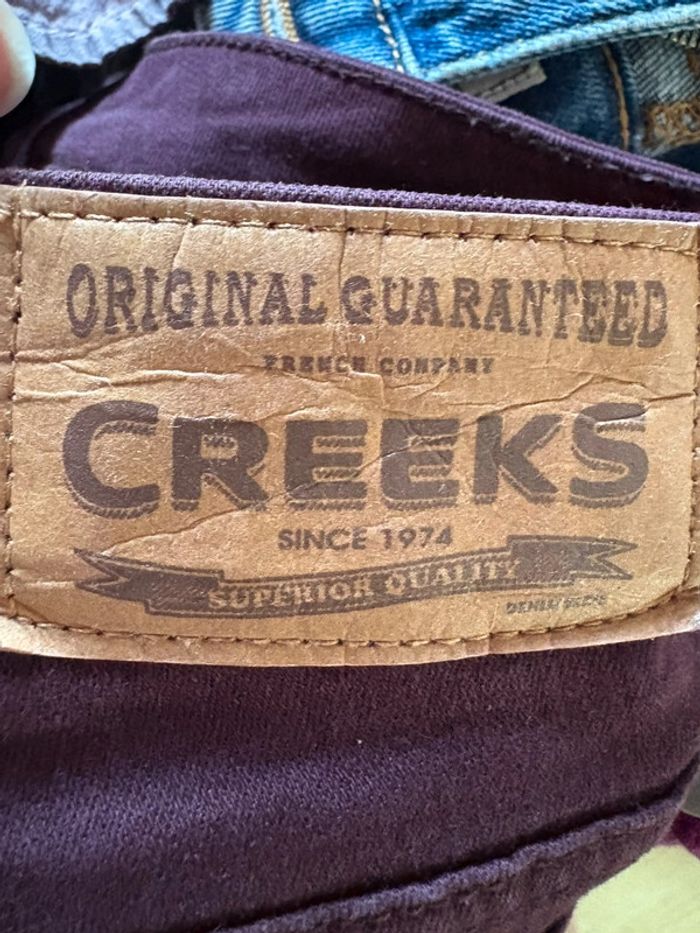 ORIGINAL GUARANTEED
FRENCH COMPANY
CREEKS
SINCE 1974
SUPERIOR QUALITY